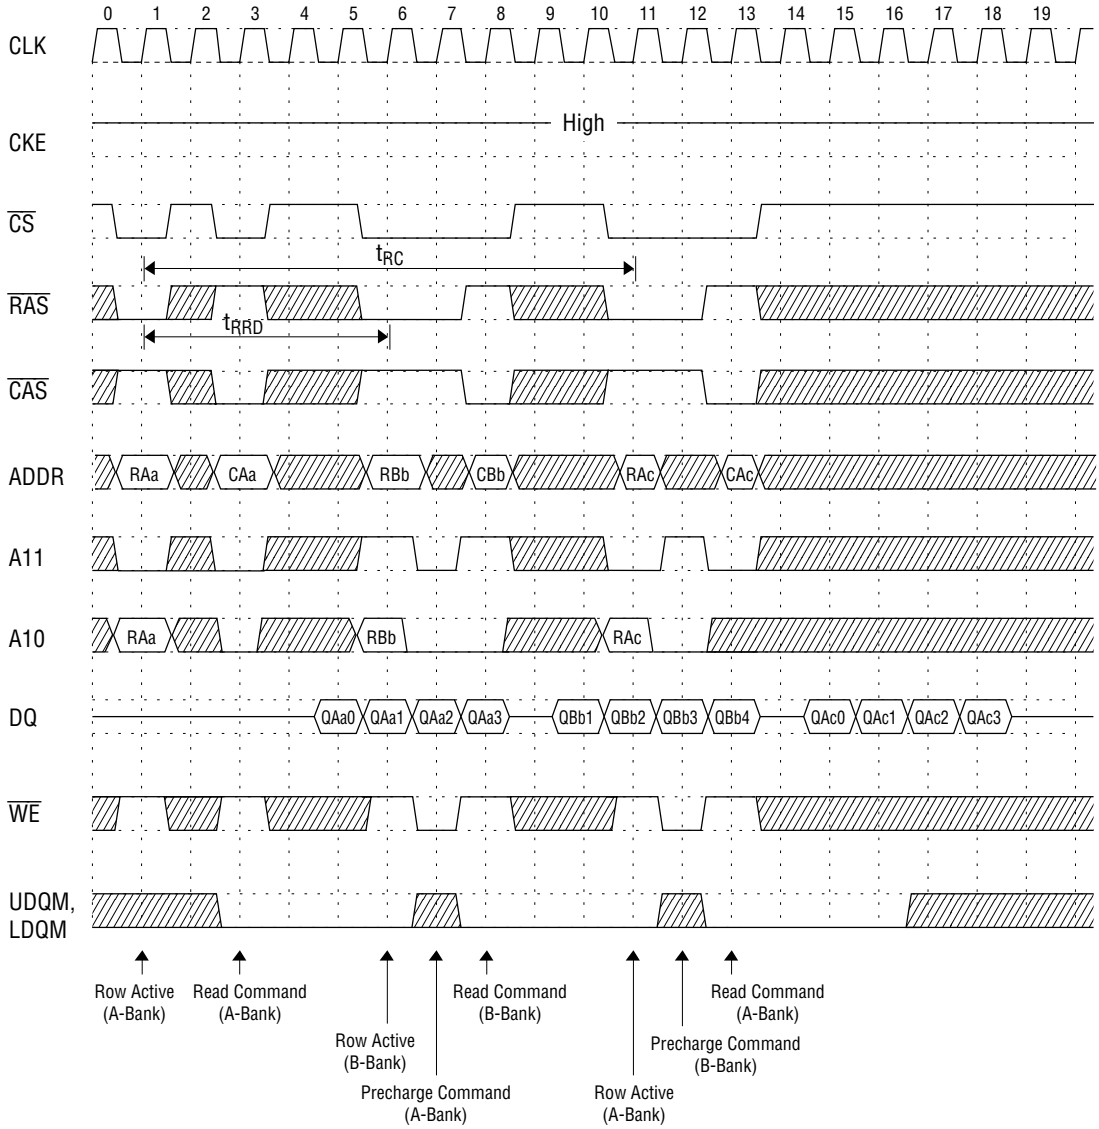 0 1 2 3 4 5 6 7 8 9 10 11 12 13 14 15 16 17 18 19
CLK
High
CKE
CS
tRC
RAS
tRRD
CAS
ADDR RAa CAa RBb CBb RAc CAc
A11
A10 RAa RBb RAc
DQ QAa0 QAa1 QAa2 QAa3 QBb1 QBb2 QBb3 QBb4 QAc0 QAc1 QAc2 QAc3
WE
UDQM,
LDQM
Row Active
(A-Bank)
Read Command
(A-Bank)
Row Active
(B-Bank)
Precharge Command
(A-Bank)
Read Command
(B-Bank)
Row Active
(A-Bank)
Precharge Command
(B-Bank)
Read Command
(A-Bank)